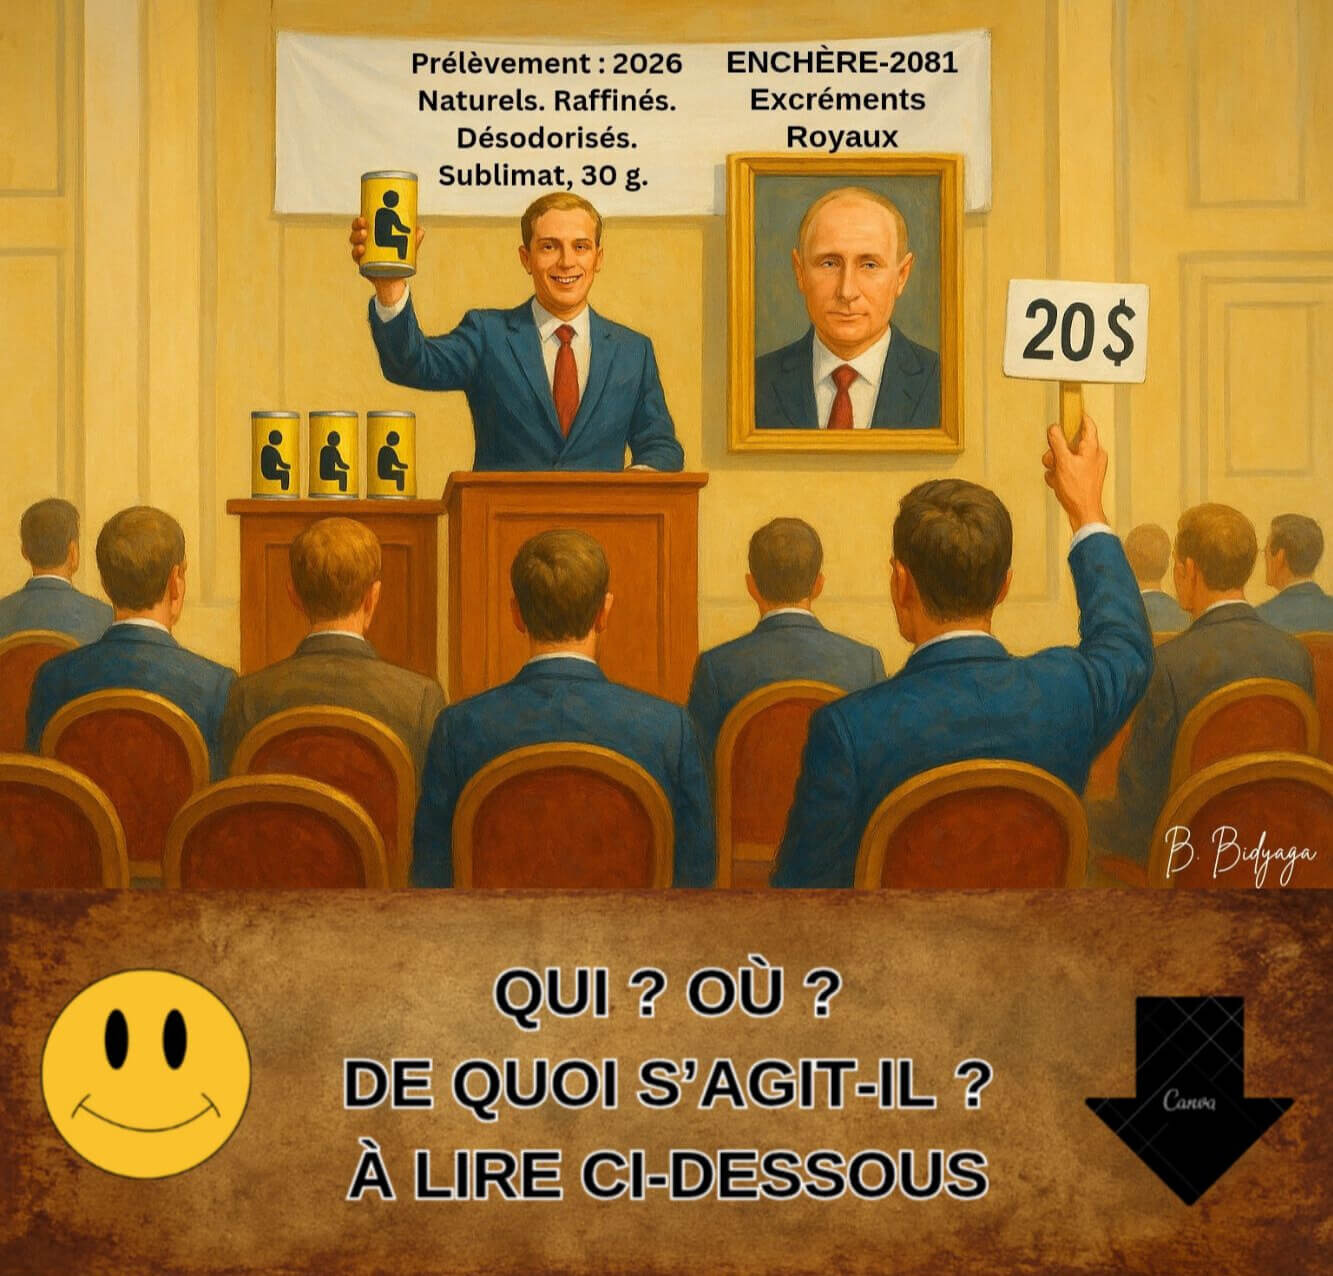 Prélèvement : 2026
Naturels. Raffinés.
Désodorisés.
Sublimat, 30 g.
ENCHÈRE-2081
Excréments
Royaux
20$
B. Bidyaga
QUI ? OÙ ?
DE QUOI S’AGIT-IL ?
À LIRE CI-DESSOUS
Canva